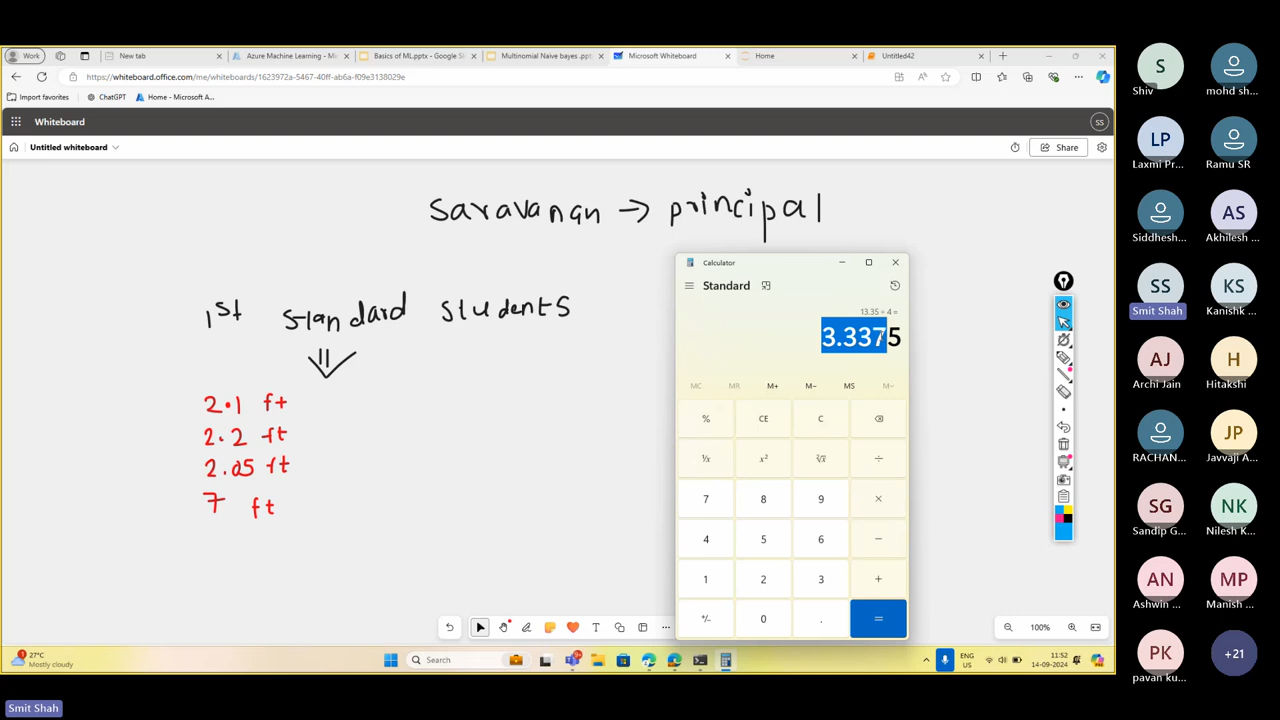 Work
New tab
Azure Machine Learning - Mi
Basics of ML.pptx - Google Sl
Multinomial Naive bayes .ppt
Microsoft Whiteboard
Home
Untitled42
https://whiteboard.office.com/me/whiteboards/1623972a-5467-40ff-ab6a-f09e3138029e
Import favorites
ChatGPT
Home - Microsoft A...
Whiteboard
SS
Untitled whiteboard
Share
saravanan → principal
1st standard students
2.1 ft
2.2 ft
2.05 ft
7 ft
Calculator
Standard
13.35 ÷ 4 =
3.3375
MC MR M+ M− MS M
% CE C
¹/x x² ²√x ÷
7 8 9 ×
4 5 6 −
1 2 3 +
+/− 0 . =
100%
27°C
Mostly cloudy
Search
ENG
US
11:52
14-09-2024
S
Shiv
mohd sh...
LP
Laxmi Pr...
Ramu SR
Siddhesh...
AS
Akhilesh ...
SS
Smit Shah
KS
Kanishk ...
AJ
Archi Jain
H
Hitakshi
RACHAN...
JP
Javvaji A...
SG
Sandip G...
NK
Nilesh K...
AN
Ashwin ...
MP
Manish ...
PK
pavan ku...
+21
Smit Shah